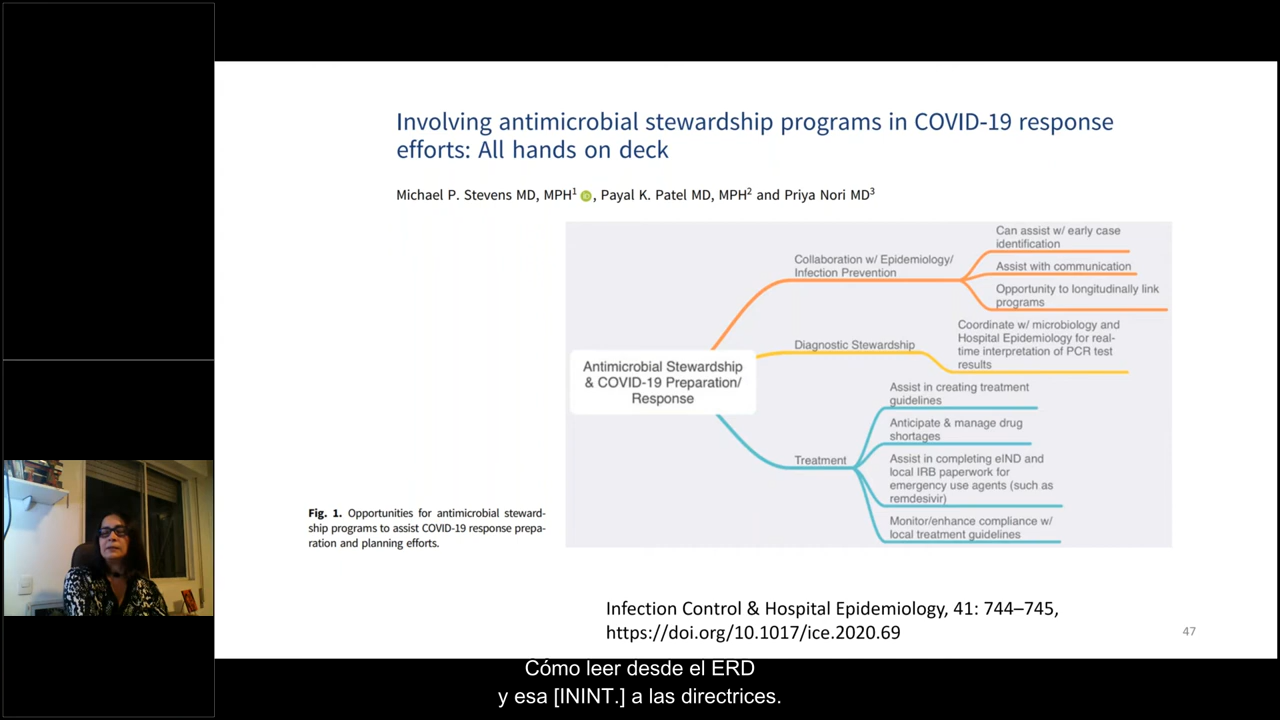 Involving antimicrobial stewardship programs in COVID-19 response
efforts: All hands on deck
Michael P. Stevens MD, MPH1 iD, Payal K. Patel MD, MPH2 and Priya Nori MD3
Can assist w/ early case
identification
Collaboration w/ Epidemiology/
Infection Prevention
Assist with communication
Opportunity to longitudinally link
programs
Diagnostic Stewardship
Coordinate w/ microbiology and
Hospital Epidemiology for real-
time interpretation of PCR test
results
Antimicrobial Stewardship
& COVID-19 Preparation/
Response
Treatment
Assist in creating treatment
guidelines
Anticipate & manage drug
shortages
Assist in completing eIND and
local IRB paperwork for
emergency use agents (such as
remdesivir)
Monitor/enhance compliance w/
local treatment guidelines
Fig. 1. Opportunities for antimicrobial steward-
ship programs to assist COVID-19 response prepa-
ration and planning efforts.
Infection Control & Hospital Epidemiology, 41: 744–745,
https://doi.org/10.1017/ice.2020.69
47
Cómo leer desde el ERD
y esa [ININT.] a las directrices.